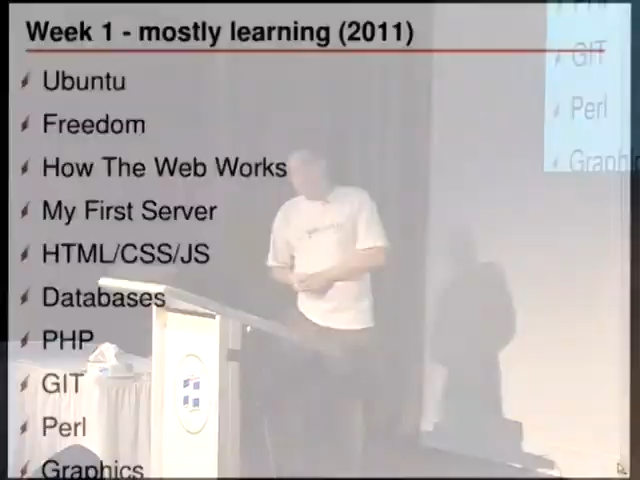 Week 1 - mostly learning (2011)
Ubuntu
Freedom
How The Web Works
My First Server
HTML/CSS/JS
Databases
PHP
GIT
Perl
Graphics
GIT
Perl